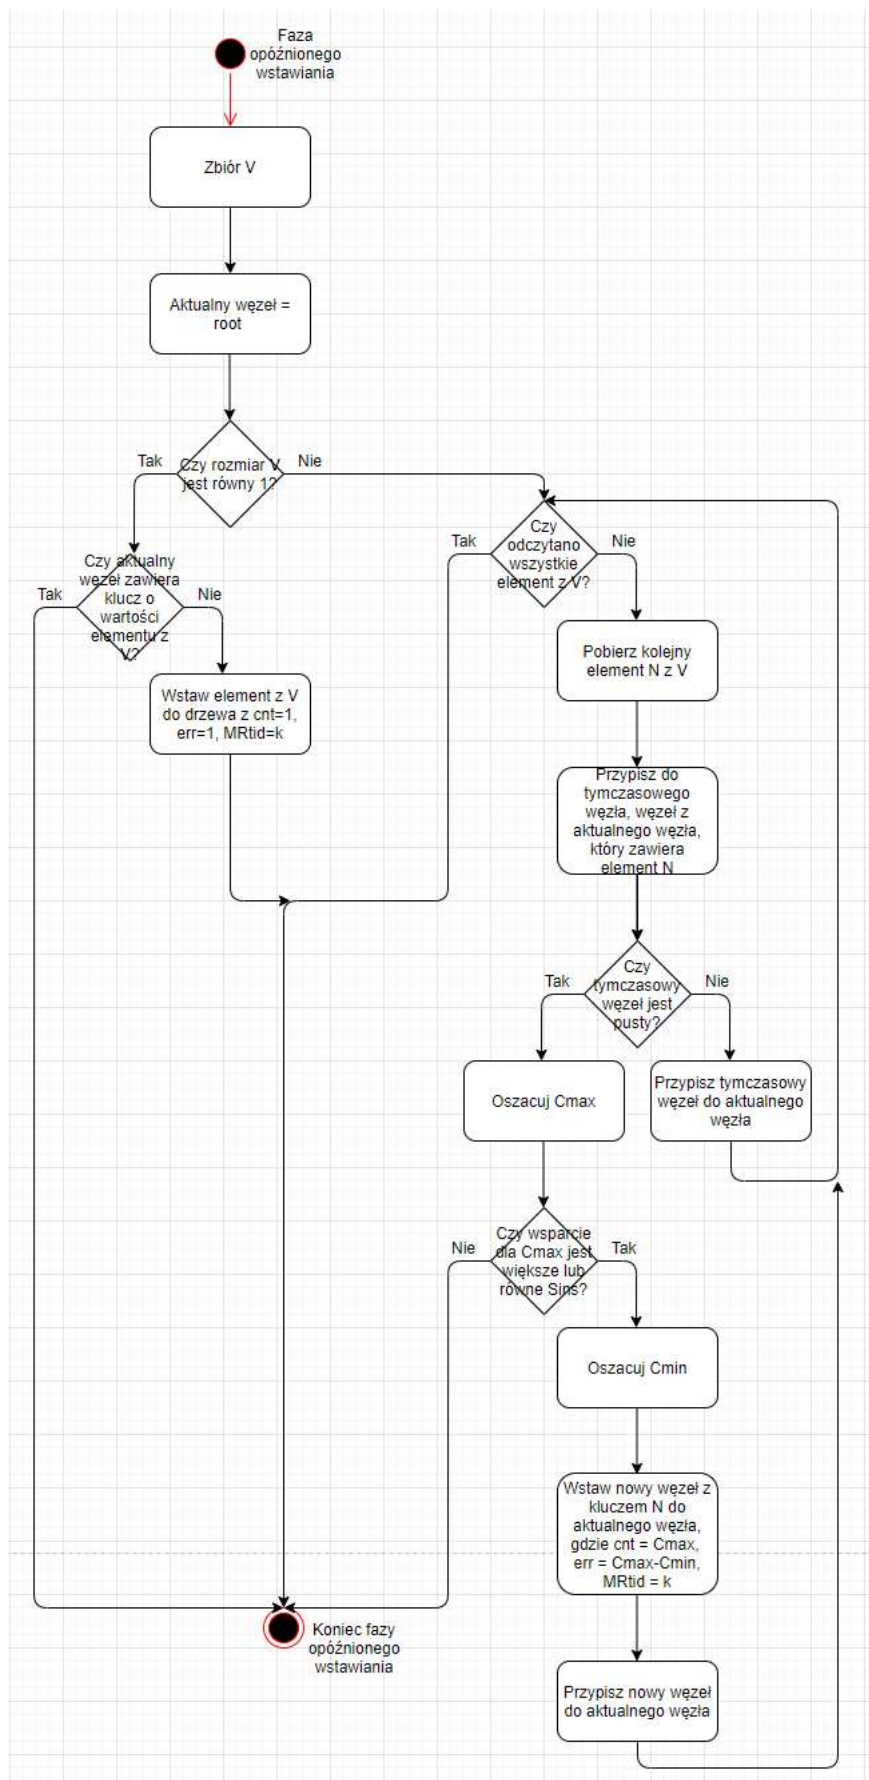 Faza
opóźnionego
wstawiania
Zbiór V
Aktualny węzeł =
root
Tak
Czy rozmiar V
jest równy 1?
Nie
Tak
Czy aktualny
węzeł zawiera
klucz o
wartości
elementu z
V?
Nie
Wstaw element z V
do drzewa z cnt=1,
err=1, MRtid=k
Tak
Czy
odczytano
wszystkie
element z V?
Nie
Pobierz kolejny
element N z V
Przypisz do
tymczasowego
węzła, węzeł z
aktualnego węzła,
który zawiera
element N
Tak
Czy
tymczasowy
węzeł jest
pusty?
Nie
Oszacuj Cmax
Przypisz tymczasowy
węzeł do aktualnego
węzła
Nie
Czy wsparcie
dla Cmax jest
większe lub
równe Sins?
Tak
Oszacuj Cmin
Wstaw nowy węzeł z
kluczem N do
aktualnego węzła,
gdzie cnt = Cmax,
err = Cmax-Cmin,
MRtid = k
Koniec fazy
opóźnionego
wstawiania
Przypisz nowy węzeł
do aktualnego węzła